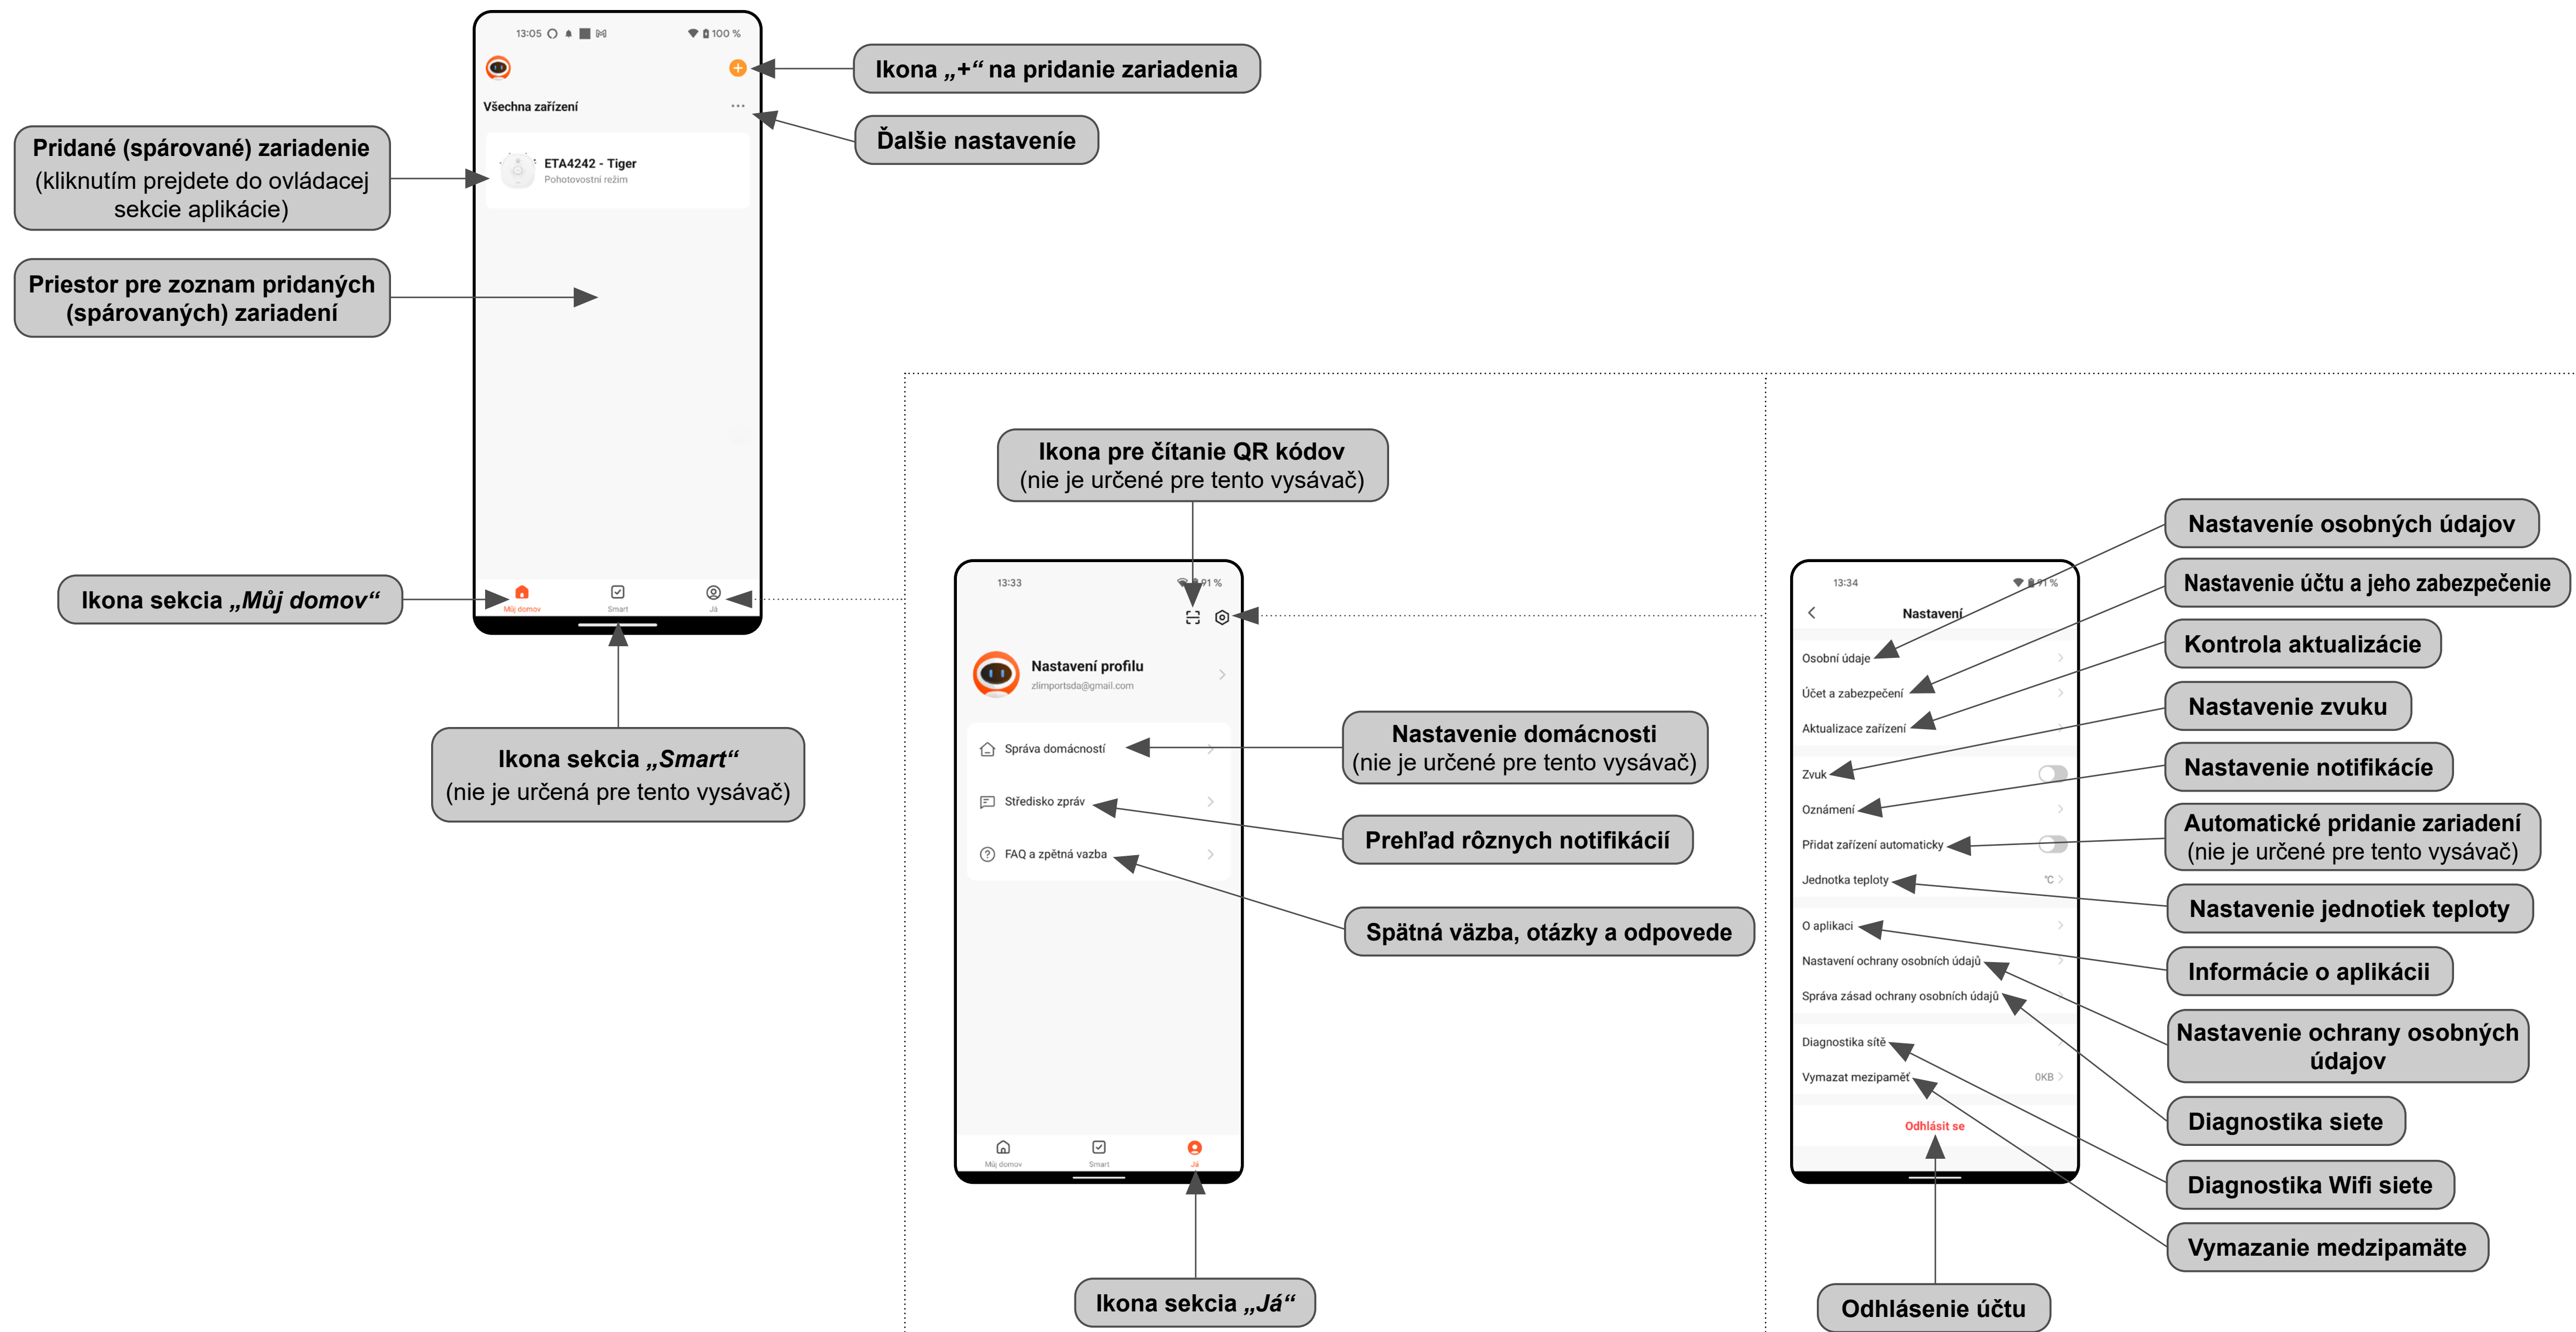 13:05
100 %
Ikona „+“ na pridanie zariadenia
Všechna zařízení
Ďalšie nastaveníe
Pridané (spárované) zariadenie
(kliknutím prejdete do ovládacej
sekcie aplikácie)
ETA4242 - Tiger
Pohotovostní režim
Priestor pre zoznam pridaných
(spárovaných) zariadení
Ikona sekcia „Můj domov“
Můj domov
Smart
Já
Ikona sekcia „Smart“
(nie je určená pre tento vysávač)
Ikona pre čítanie QR kódov
(nie je určené pre tento vysávač)
13:33
91 %
Nastavení profilu
zlimportsda@gmail.com
Správa domácností
Středisko zpráv
FAQ a zpětná vazba
Nastavenie domácnosti
(nie je určené pre tento vysávač)
Prehľad rôznych notifikácií
Spätná väzba, otázky a odpovede
Můj domov
Smart
Já
Ikona sekcia „Já“
13:34
91 %
Nastavení
Osobní údaje
Účet a zabezpečení
Aktualizace zařízení
Zvuk
Oznámení
Přidat zařízení automaticky
Jednotka teploty
°C
O aplikaci
Nastavení ochrany osobních údajů
Správa zásad ochrany osobních údajů
Diagnostika sítě
Vymazat mezipaměť
0KB
Odhlásit se
Nastaveníe osobných údajov
Nastavenie účtu a jeho zabezpečenie
Kontrola aktualizácie
Nastavenie zvuku
Nastavenie notifikácíe
Automatické pridanie zariadení
(nie je určené pre tento vysávač)
Nastavenie jednotiek teploty
Informácie o aplikácii
Nastavenie ochrany osobných
údajov
Diagnostika siete
Diagnostika Wifi siete
Vymazanie medzipamäte
Odhlásenie účtu